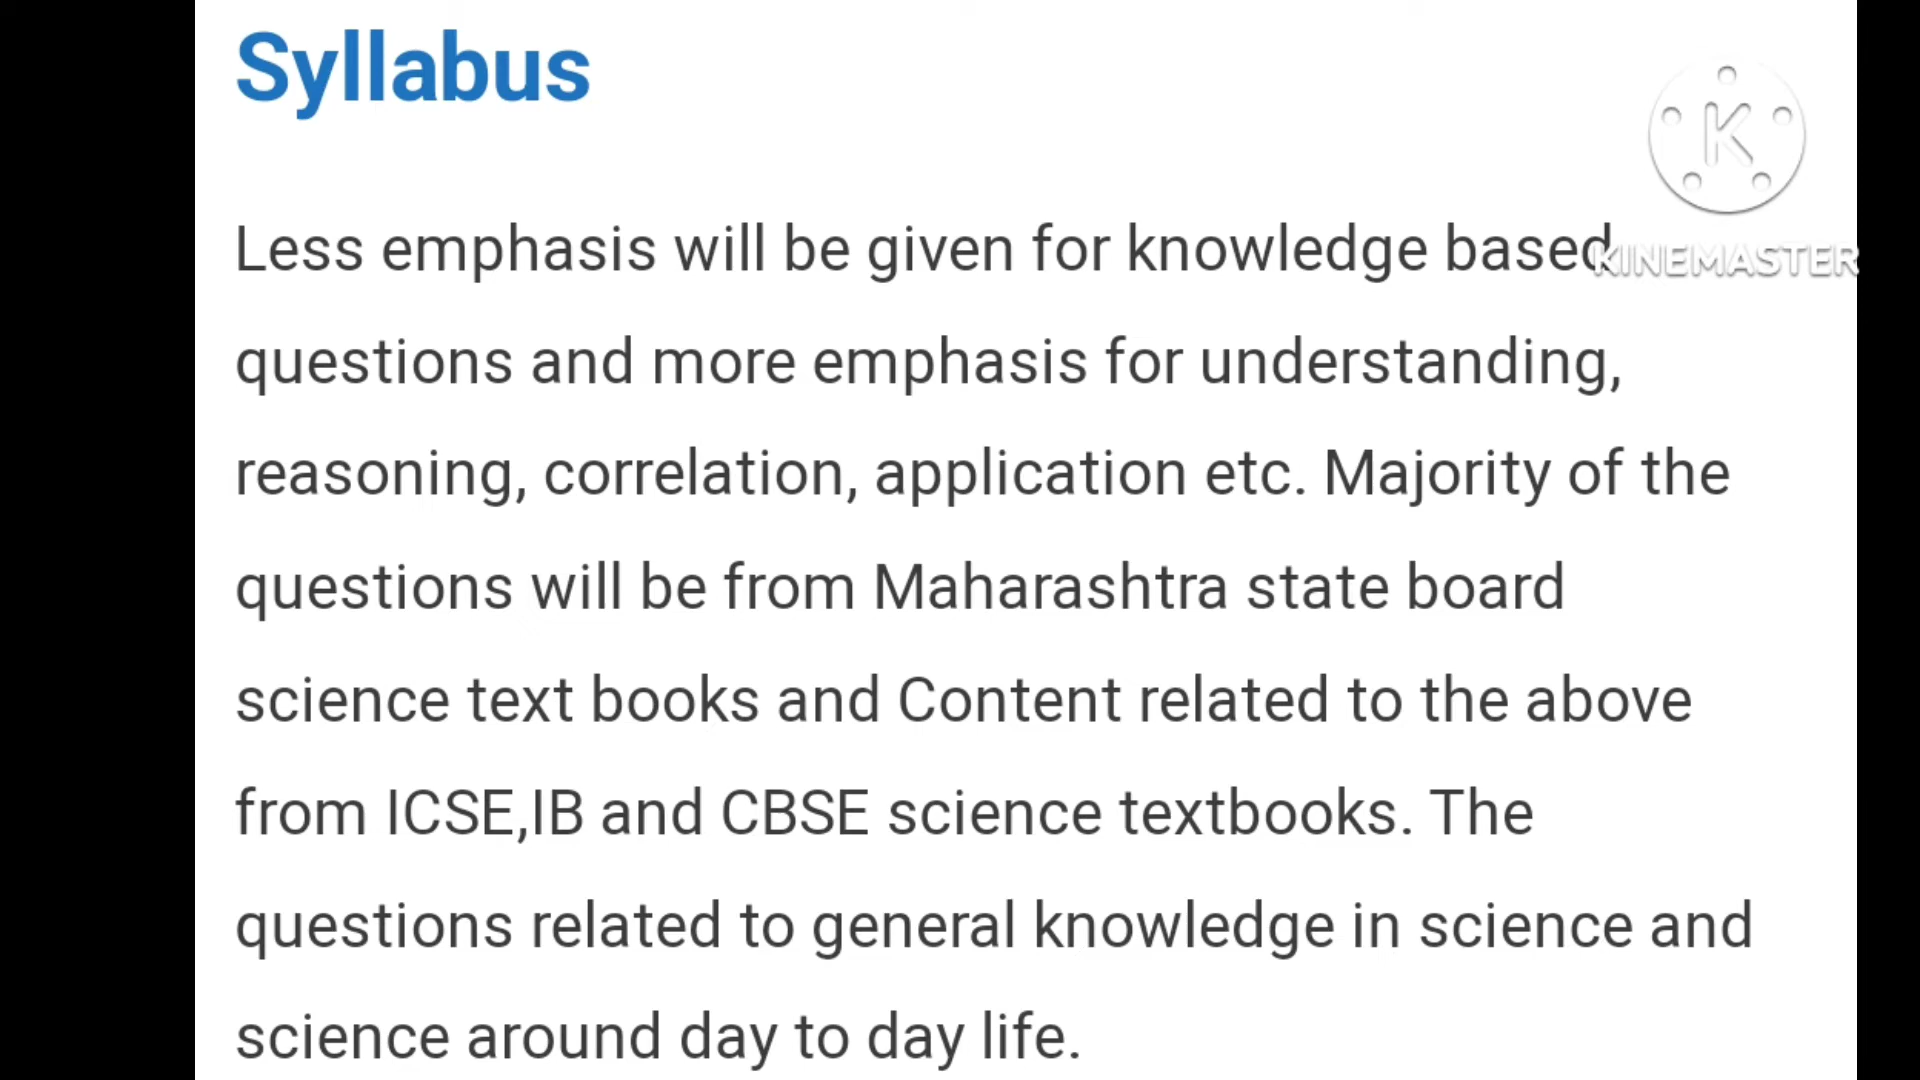 Syllabus
K
KINEMASTER
Less emphasis will be given for knowledge based
questions and more emphasis for understanding,
reasoning, correlation, application etc. Majority of the
questions will be from Maharashtra state board
science text books and Content related to the above
from ICSE,IB and CBSE science textbooks. The
questions related to general knowledge in science and
science around day to day life.